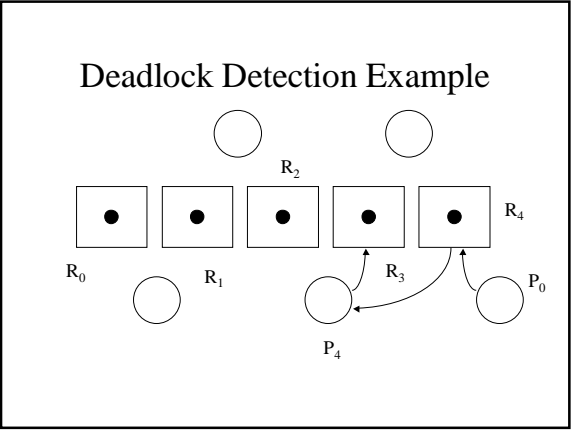 Deadlock Detection Example
R₂
R₄
R₀
R₁
R₃
P₀
P₄